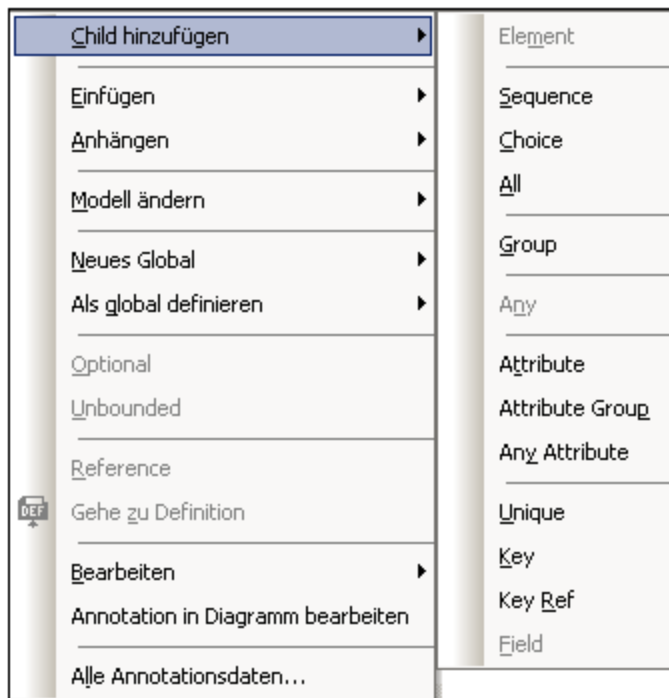 Child hinzufügen
Einfügen
Anhängen
Modell ändern
Neues Global
Als global definieren
Optional
Unbounded
Reference
DEF Gehe zu Definition
Bearbeiten
Annotation in Diagramm bearbeiten
Alle Annotationsdaten...
Element
Sequence
Choice
All
Group
Any
Attribute
Attribute Group
Any Attribute
Unique
Key
Key Ref
Field